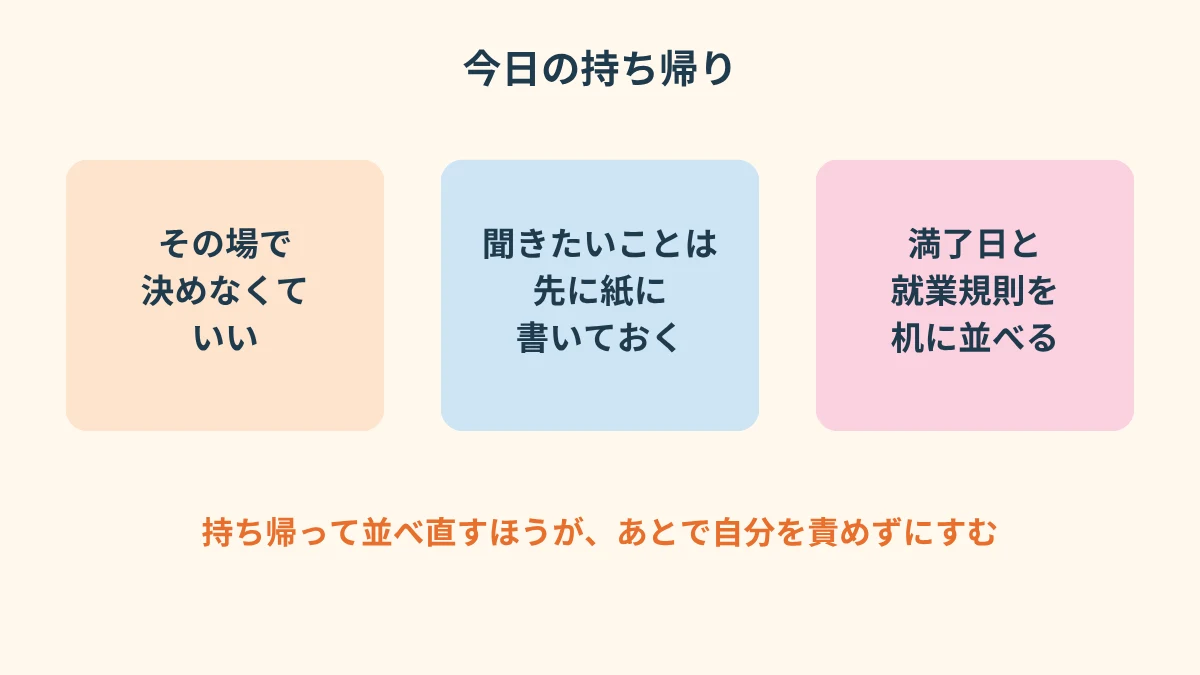 今日の持ち帰り
その場で
決めなくて
いい
聞きたいことは
先に紙に
書いておく
満了日と
就業規則を
机に並べる
持ち帰って並べ直すほうが、あとで自分を責めずにすむ